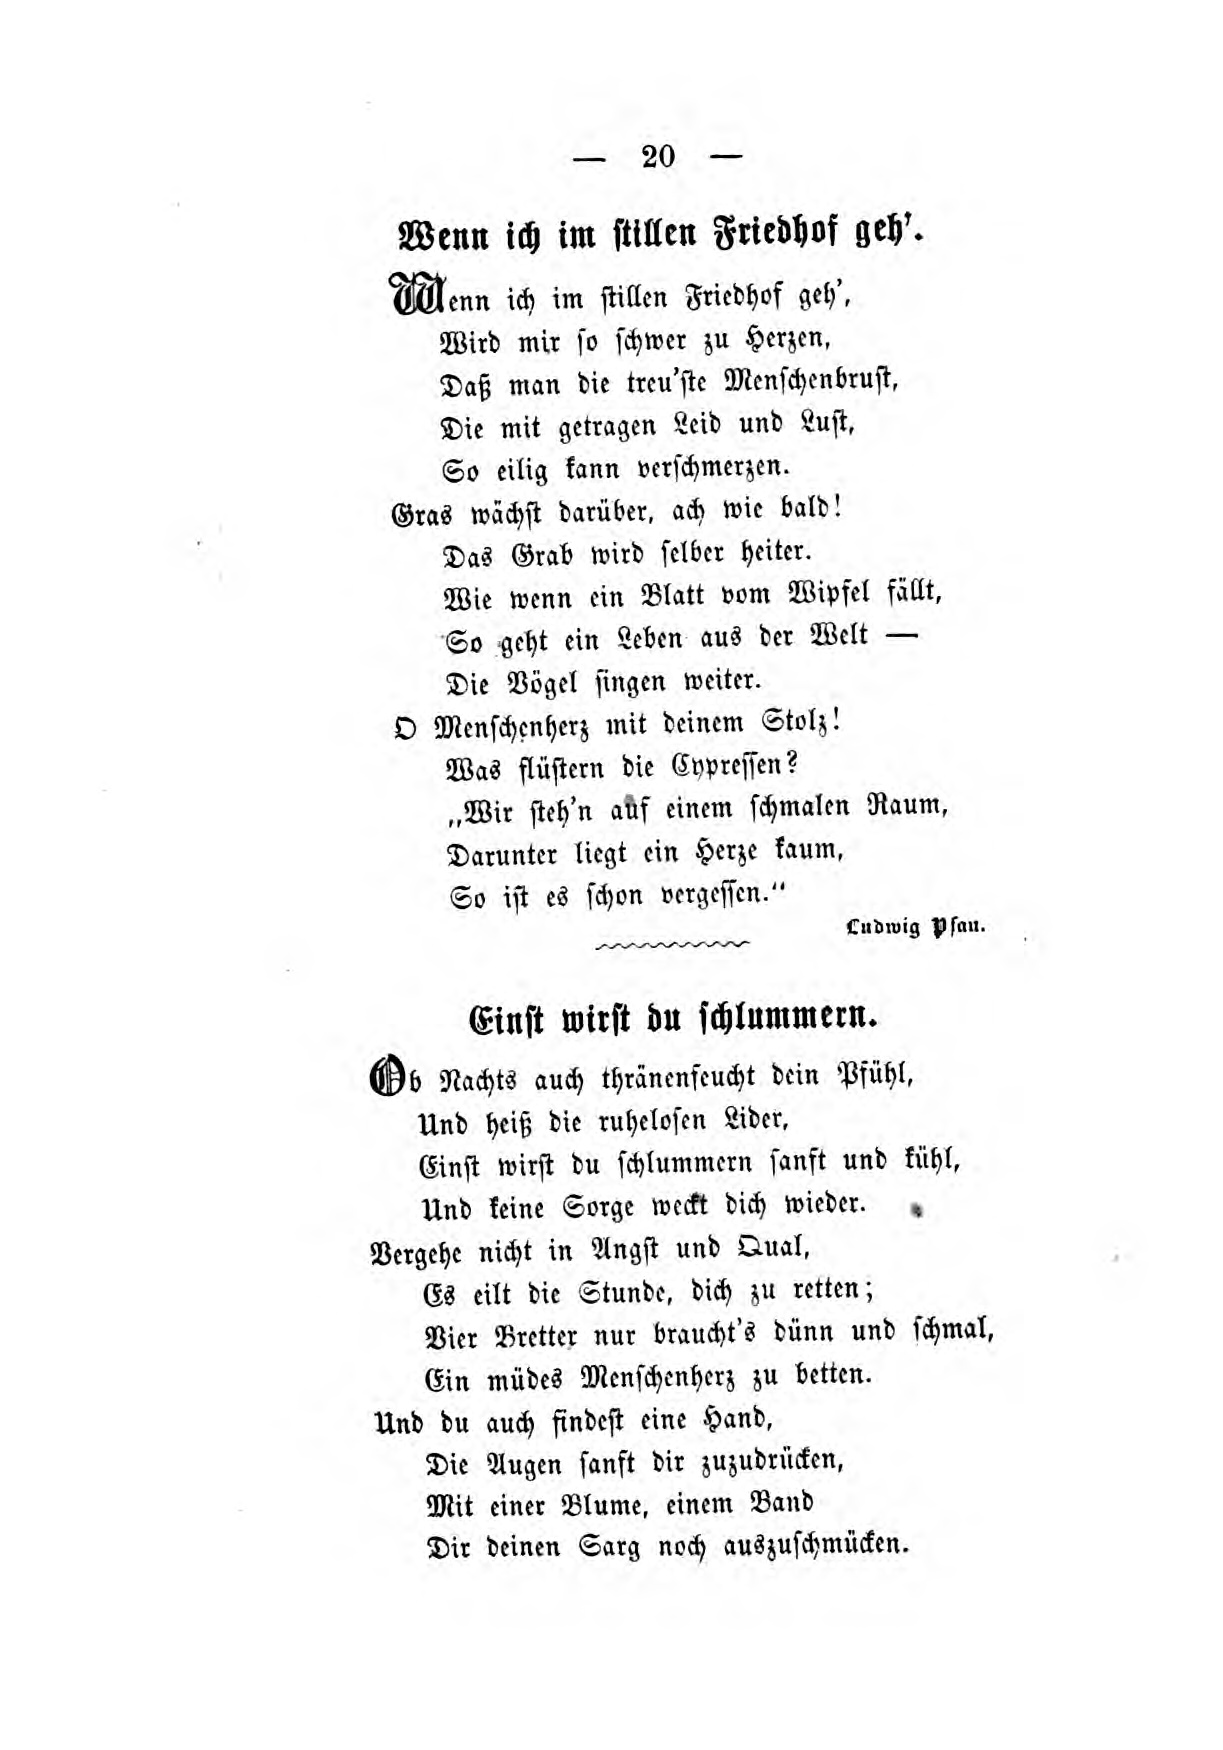 — 20 —
Wenn ich im stillen Friedhof geh'.
Wenn ich im stillen Friedhof geh',
Wird mir so schwer zu Herzen,
Daß man die treu'ste Menschenbrust,
Die mit getragen Leid und Lust,
So eilig kann verschmerzen.
Gras wächst darüber, ach wie bald!
Das Grab wird selber heiter.
Wie wenn ein Blatt vom Wipfel fällt,
So geht ein Leben aus der Welt —
Die Vögel singen weiter.
O Menschenherz mit deinem Stolz!
Was flüstern die Cypressen?
„Wir steh'n auf einem schmalen Raum,
Darunter liegt ein Herze kaum,
So ist es schon vergessen.“
Ludwig Pfau.
Einst wirst du schlummern.
Ob Nachts auch thränenfeucht dein Pfühl,
Und heiß die ruhelosen Lider,
Einst wirst du schlummern sanft und kühl,
Und keine Sorge weckt dich wieder.
Vergehe nicht in Angst und Qual,
Es eilt die Stunde, dich zu retten;
Vier Bretter nur braucht's dünn und schmal,
Ein müdes Menschenherz zu betten.
Und du auch findest eine Hand,
Die Augen sanft dir zuzudrücken,
Mit einer Blume, einem Band
Dir deinen Sarg noch auszuschmücken.